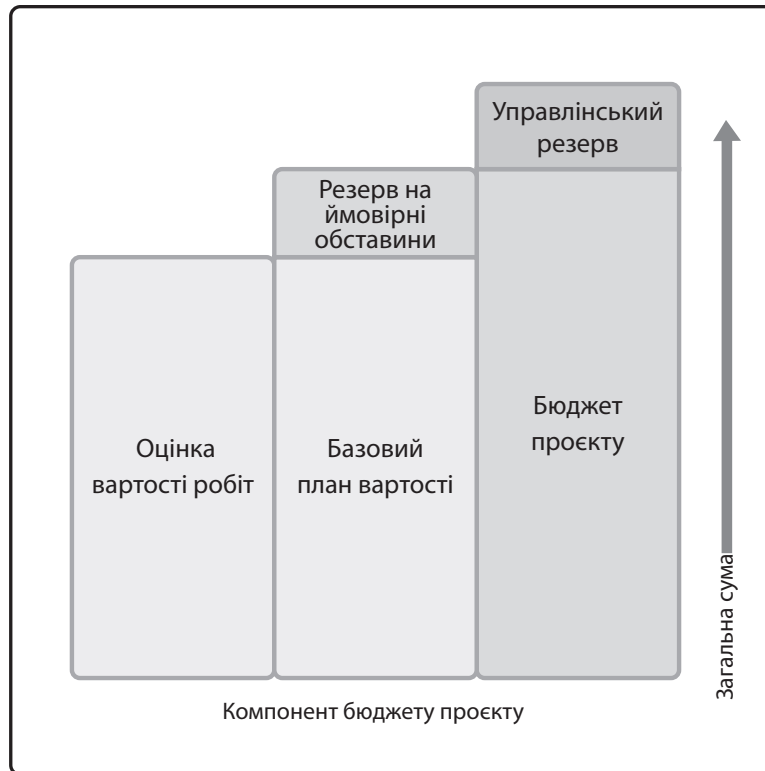 Управлінський
резерв
Резерв на
ймовірні
обставини
Оцінка
вартості робіт
Базовий
план вартості
Бюджет
проєкту
Загальна сума
Компонент бюджету проєкту